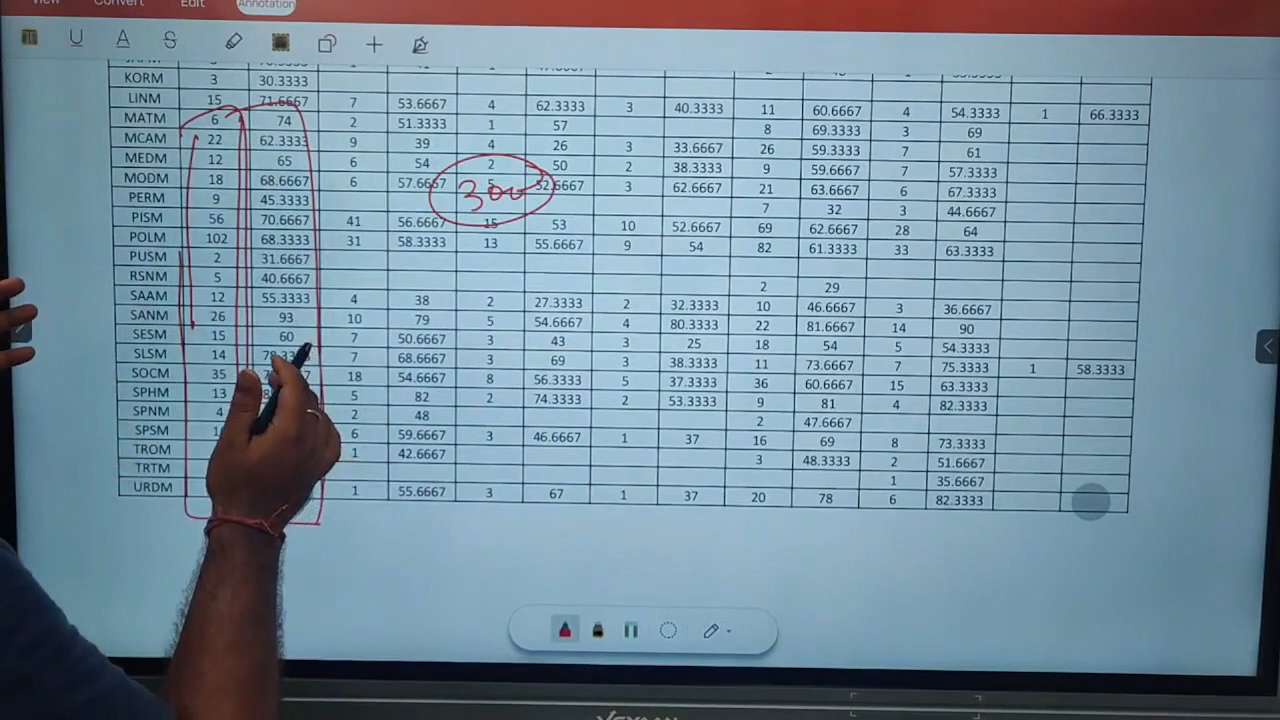 View Convert Edit Annotation
KORM 3 30.3333
LINM 15 71.6667 7 53.6667 4 62.3333 3 40.3333 11 60.6667 4 54.3333 1 66.3333
MATM 6 74 2 51.3333 1 57 8 69.3333 3 69
MCAM 22 62.3333 9 39 4 26 3 33.6667 26 59.3333 7 61
MEDM 12 65 6 54 2 50 2 38.3333 9 59.6667 7 57.3333
MODM 18 68.6667 6 57.6667 5 52.6667 3 62.6667 21 63.6667 6 67.3333
300
PERM 9 45.3333 7 32 3 44.6667
PISM 56 70.6667 41 56.6667 15 53 10 52.6667 69 62.6667 28 64
POLM 102 68.3333 31 58.3333 13 55.6667 9 54 82 61.3333 33 63.3333
PUSM 2 31.6667
RSNM 5 40.6667 2 29
SAAM 12 55.3333 4 38 2 27.3333 2 32.3333 10 46.6667 3 36.6667
SANM 26 93 10 79 5 54.6667 4 80.3333 22 81.6667 14 90
SESM 15 60 7 50.6667 3 43 3 25 18 54 5 54.3333
SLSM 14 7 68.6667 3 69 3 38.3333 11 73.6667 7 75.3333 1 58.3333
SOCM 35 18 54.6667 8 56.3333 5 37.3333 36 60.6667 15 63.3333
SPHM 13 5 82 2 74.3333 2 53.3333 9 81 4 82.3333
SPNM 4 2 48 2 47.6667
SPSM 6 59.6667 3 46.6667 1 37 16 69 8 73.3333
TROM 1 42.6667 3 48.3333 2 51.6667
TRTM 1 35.6667
URDM 1 55.6667 3 67 1 37 20 78 6 82.3333